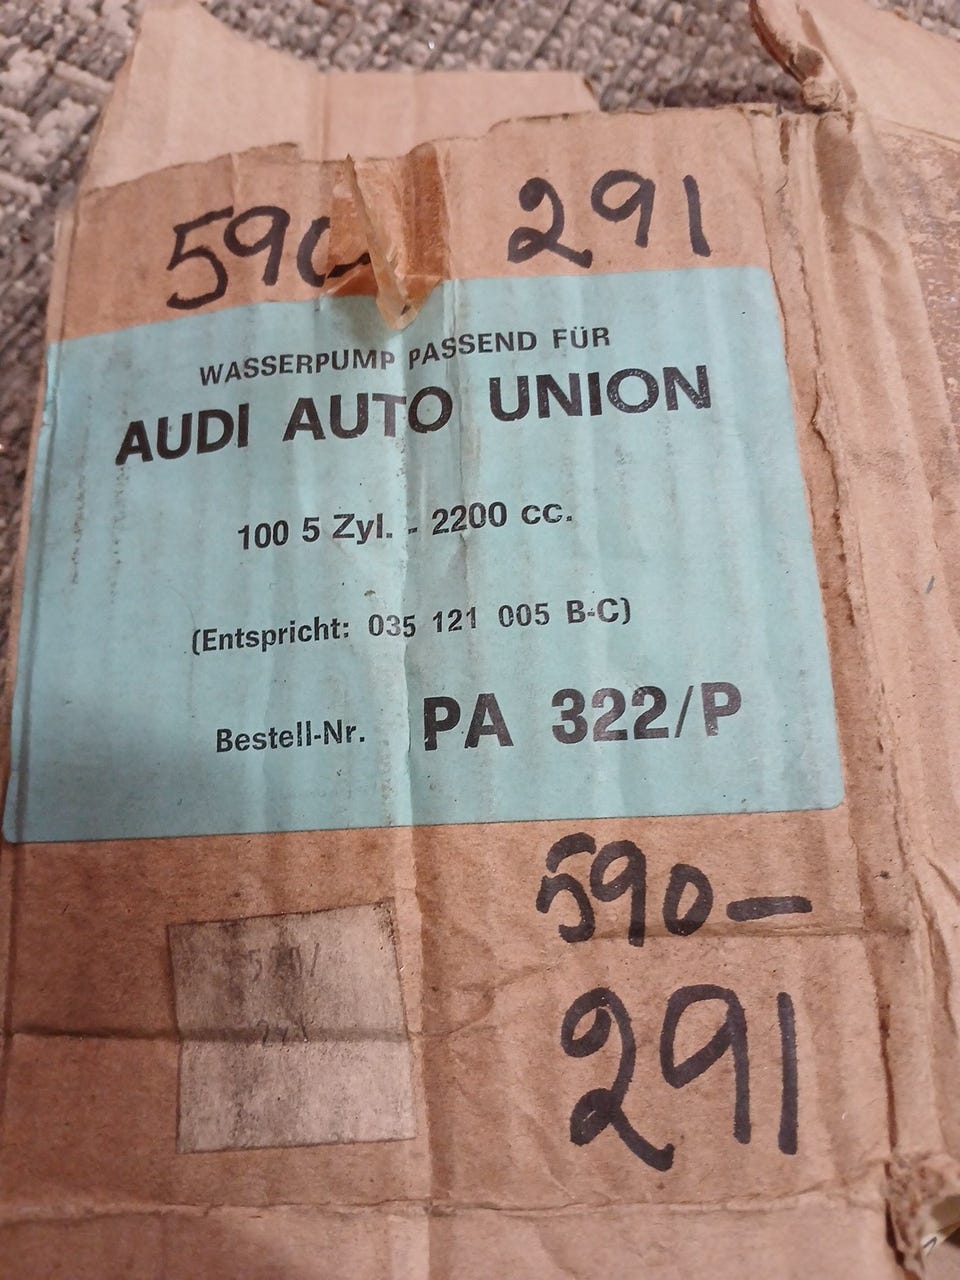 590 291
WASSERPUMP PASSEND FÜR
AUDI AUTO UNION
100 5 Zyl. - 2200 cc.
(Entspricht: 035 121 005 B-C)
Bestell-Nr. PA 322/P
590-
291